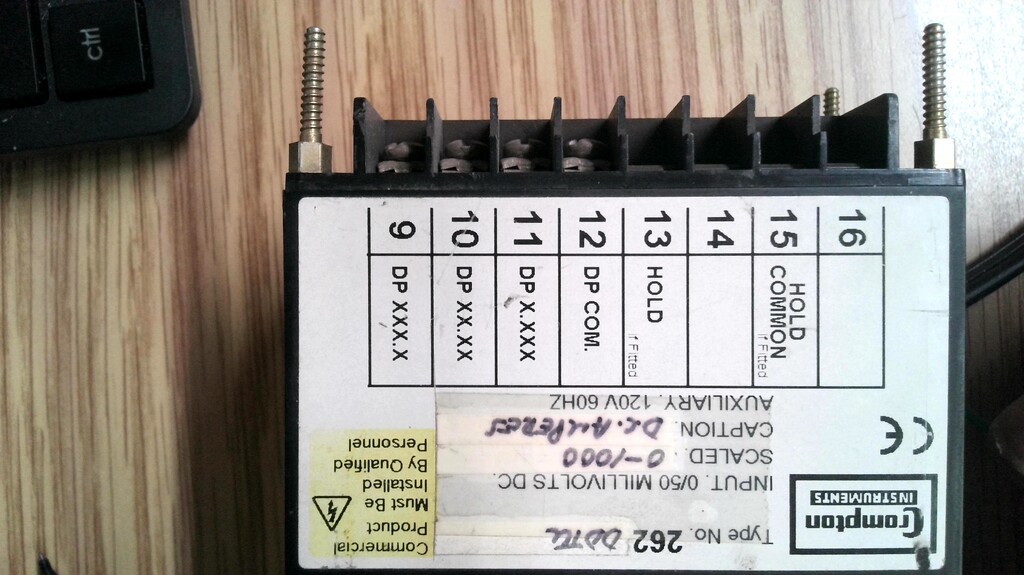 ctrl
9 DP XXX.X
10 DP XX.XX
11 DP X.XXX
12 DP COM.
13 HOLD If Fitted
14
15 HOLD COMMON If Fitted
16
Compton
INSTRUMENTS
CE
Type No. 262
INPUT. 0/50 MILLIVOLTS DC.
SCALED. 0-1000
CAPTION. D.C. AMPERES
AUXILIARY. 120V 60HZ
Commercial
Product
Must Be
Installed
By Qualified
Personnel